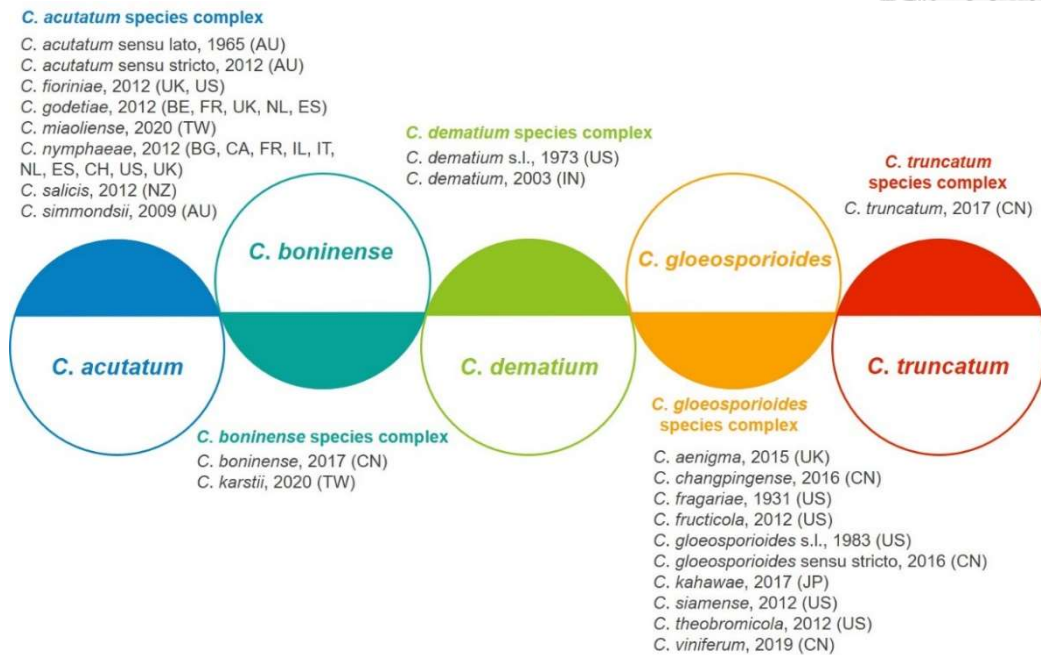 C. acutatum species complex
C. acutatum sensu lato, 1965 (AU)
C. acutatum sensu stricto, 2012 (AU)
C. fioriniae, 2012 (UK, US)
C. godetiae, 2012 (BE, FR, UK, NL, ES)
C. miaoliense, 2020 (TW)
C. nymphaeae, 2012 (BG, CA, FR, IL, IT,
NL, ES, CH, US, UK)
C. salicis, 2012 (NZ)
C. simmondsii, 2009 (AU)
C. acutatum
C. boninense
C. boninense species complex
C. boninense, 2017 (CN)
C. karstii, 2020 (TW)
C. dematium species complex
C. dematium s.l., 1973 (US)
C. dematium, 2003 (IN)
C. dematium
C. gloeosporioides
C. gloeosporioides
species complex
C. aenigma, 2015 (UK)
C. changpingense, 2016 (CN)
C. fragariae, 1931 (US)
C. fructicola, 2012 (US)
C. gloeosporioides s.l., 1983 (US)
C. gloeosporioides sensu stricto, 2016 (CN)
C. kahawae, 2017 (JP)
C. siamense, 2012 (US)
C. theobromicola, 2012 (US)
C. viniferum, 2019 (CN)
C. truncatum
species complex
C. truncatum, 2017 (CN)
C. truncatum